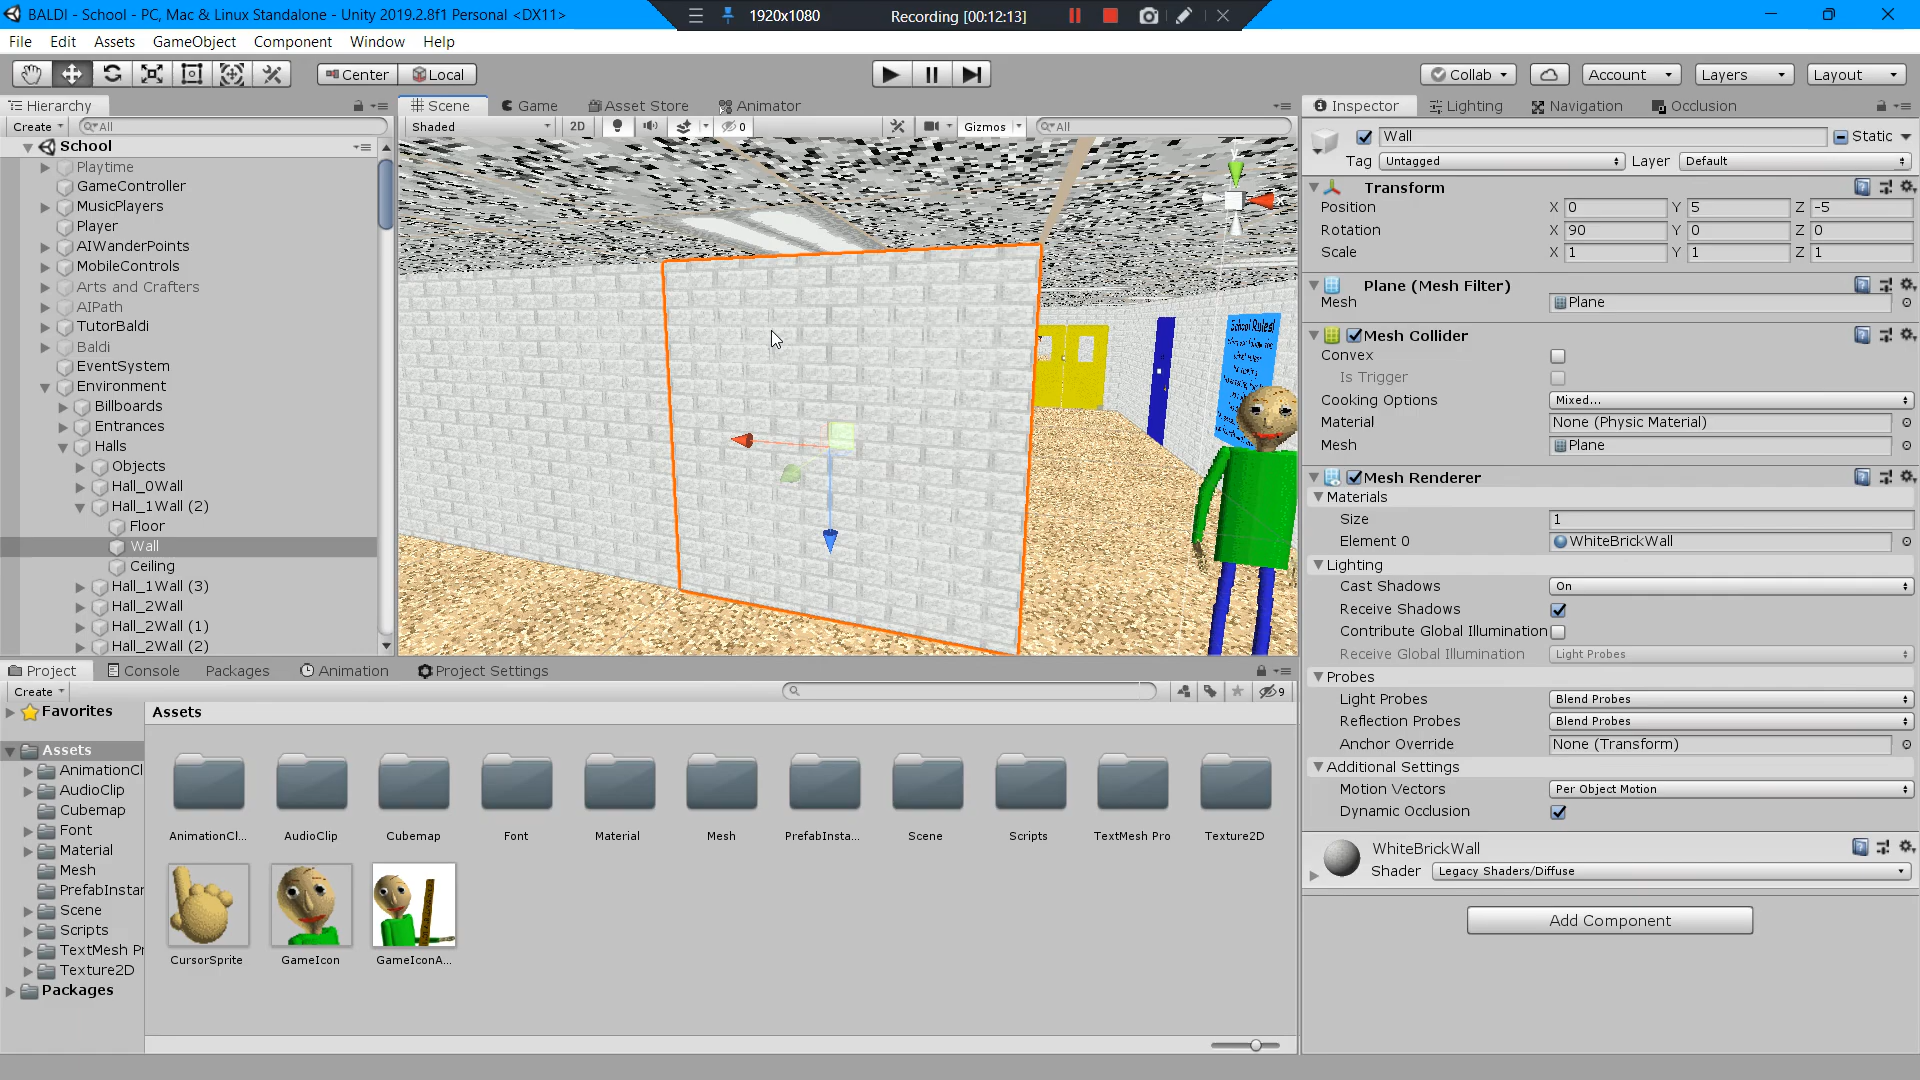 BALDI - School - PC, Mac & Linux Standalone - Unity 2019.2.8f1 Personal <DX11>
1920x1080
Recording [00:12:13]
File Edit Assets GameObject Component Window Help
Center Local
Collab Account Layers Layout
Hierarchy
Create All
School
Playtime
GameController
MusicPlayers
Player
AIWanderPoints
MobileControls
Arts and Crafters
AIPath
TutorBaldi
Baldi
EventSystem
Environment
Billboards
Entrances
Halls
Objects
Hall_0Wall
Hall_1Wall (2)
Floor
Wall
Ceiling
Hall_1Wall (3)
Hall_2Wall
Hall_2Wall (1)
Hall_2Wall (2)
Scene Game Asset Store Animator
Shaded 2D 0 Gizmos All
School Rules!
Inspector Lighting Navigation Occlusion
Wall Static
Tag Untagged Layer Default
Transform
Position X 0 Y 5 Z -5
Rotation X 90 Y 0 Z 0
Scale X 1 Y 1 Z 1
Plane (Mesh Filter)
Mesh Plane
Mesh Collider
Convex
Is Trigger
Cooking Options Mixed...
Material None (Physic Material)
Mesh Plane
Mesh Renderer
Materials
Size 1
Element 0 WhiteBrickWall
Lighting
Cast Shadows On
Receive Shadows
Contribute Global Illumination
Receive Global Illumination Light Probes
Probes
Light Probes Blend Probes
Reflection Probes Blend Probes
Anchor Override None (Transform)
Additional Settings
Motion Vectors Per Object Motion
Dynamic Occlusion
WhiteBrickWall
Shader Legacy Shaders/Diffuse
Add Component
Project Console Packages Animation Project Settings
Create 9
Favorites
Assets
AnimationCl
AudioClip
Cubemap
Font
Material
Mesh
PrefabInstar
Scene
Scripts
TextMesh Pr
Texture2D
Packages
Assets
AnimationCl... AudioClip Cubemap Font Material Mesh PrefabInsta... Scene Scripts TextMesh Pro Texture2D
CursorSprite GameIcon GameIconA...